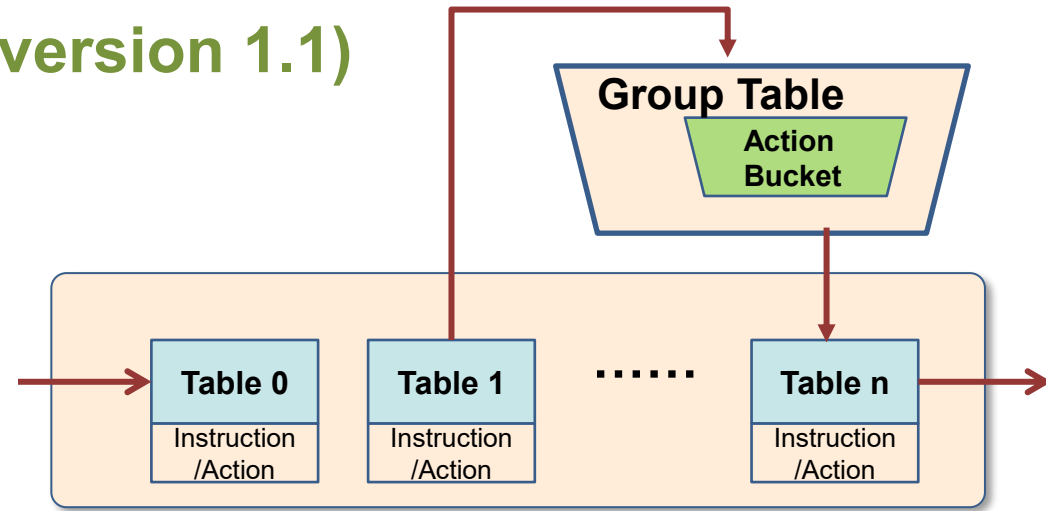 version 1.1)
Group Table
Action
Bucket
Table 0
Table 1
......
Table n
Instruction
/Action
Instruction
/Action
Instruction
/Action